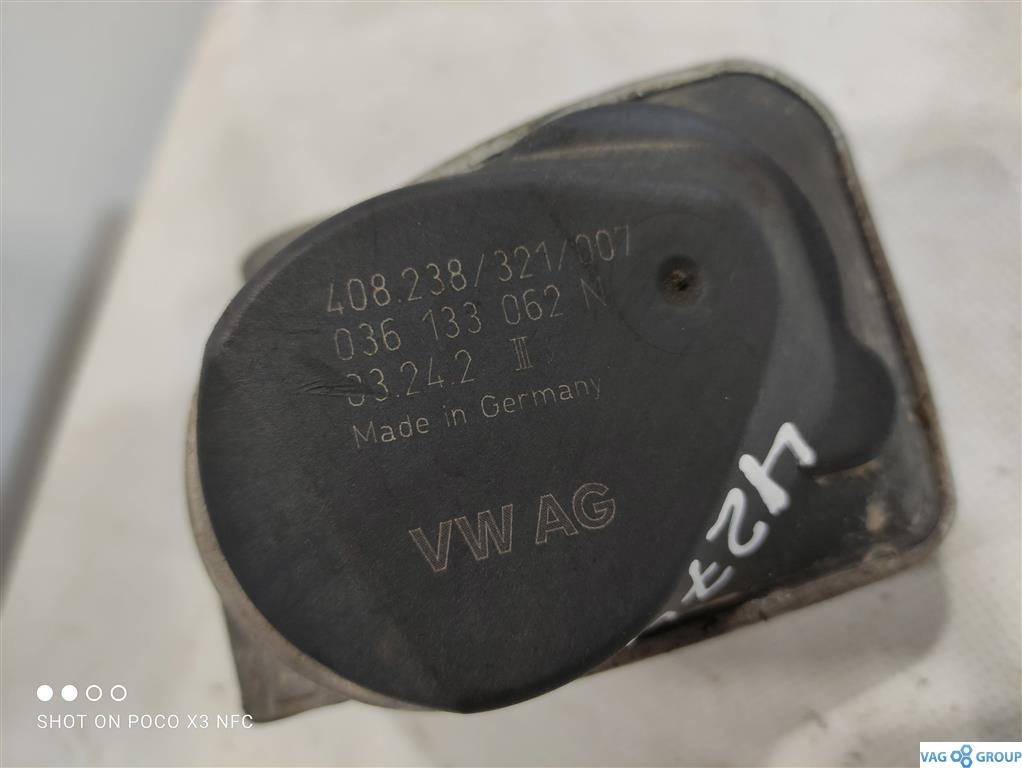 408.238/321/007
036 133 062 N
03.24.2 III
Made in Germany
VW AG
427
SHOT ON POCO X3 NFC
VAG GROUP